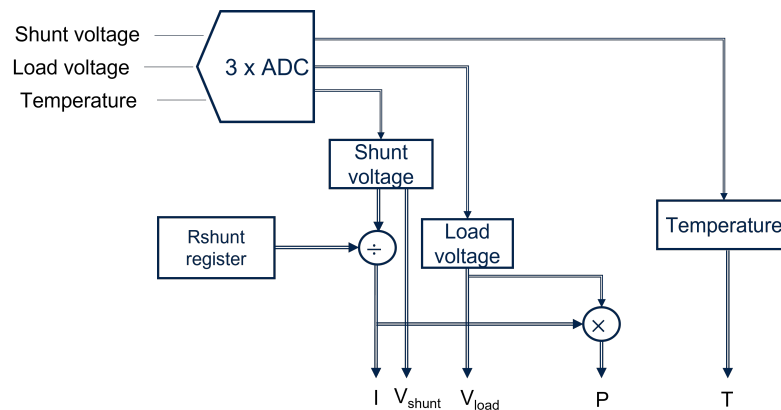 Shunt voltage
Load voltage
Temperature
3 x ADC
Shunt
voltage
Rshunt
register
÷
Load
voltage
Temperature
×
I
Vshunt
Vload
P
T